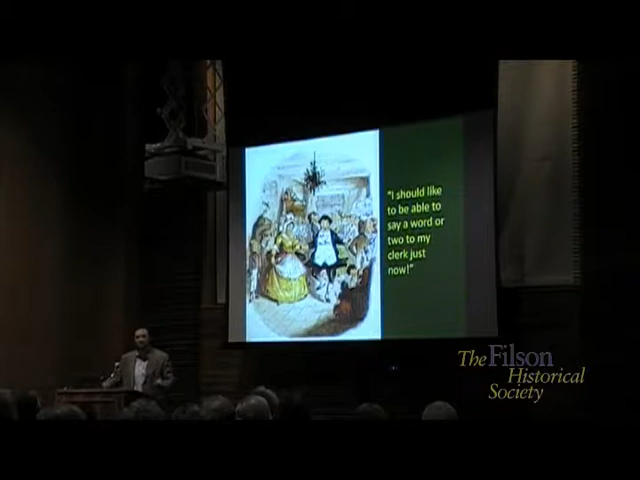 "I should like
to be able to
say a word or
two to my
clerk just
now!"
The Filson
Historical
Society